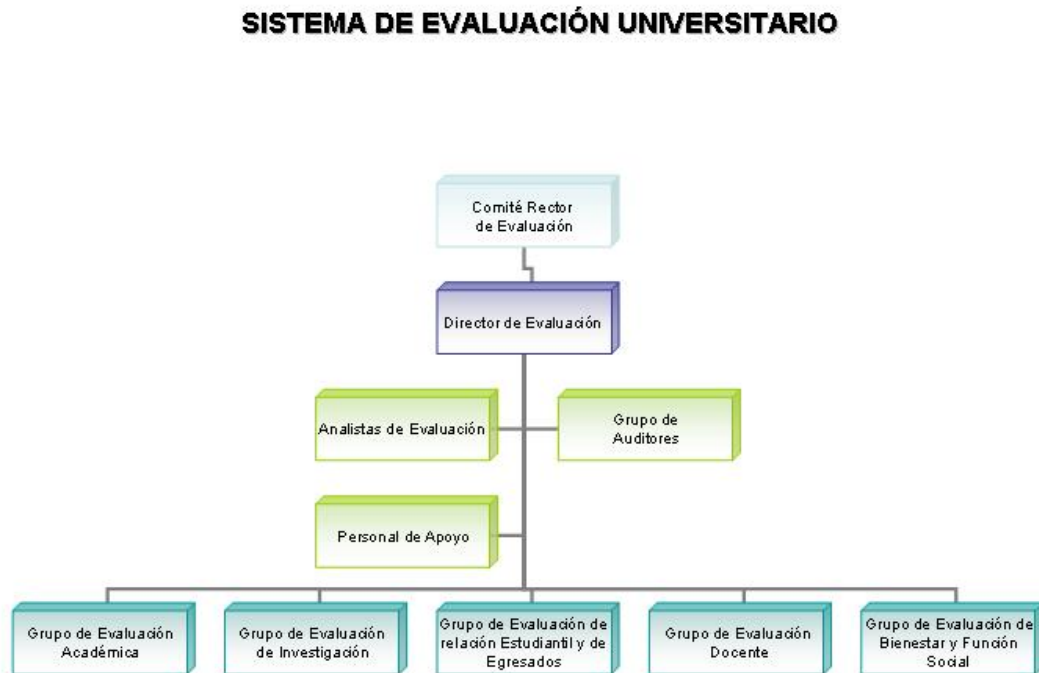 SISTEMA DE EVALUACIÓN UNIVERSITARIO
Comité Rector
de Evaluación
Director de Evaluación
Analistas de Evaluación
Grupo de
Auditores
Personal de Apoyo
Grupo de Evaluación
Académica
Grupo de Evaluación
de Investigación
Grupo de Evaluación de
relación Estudiantil y de
Egresados
Grupo de Evaluación
Docente
Grupo de Evaluación de
Bienestar y Función
Social